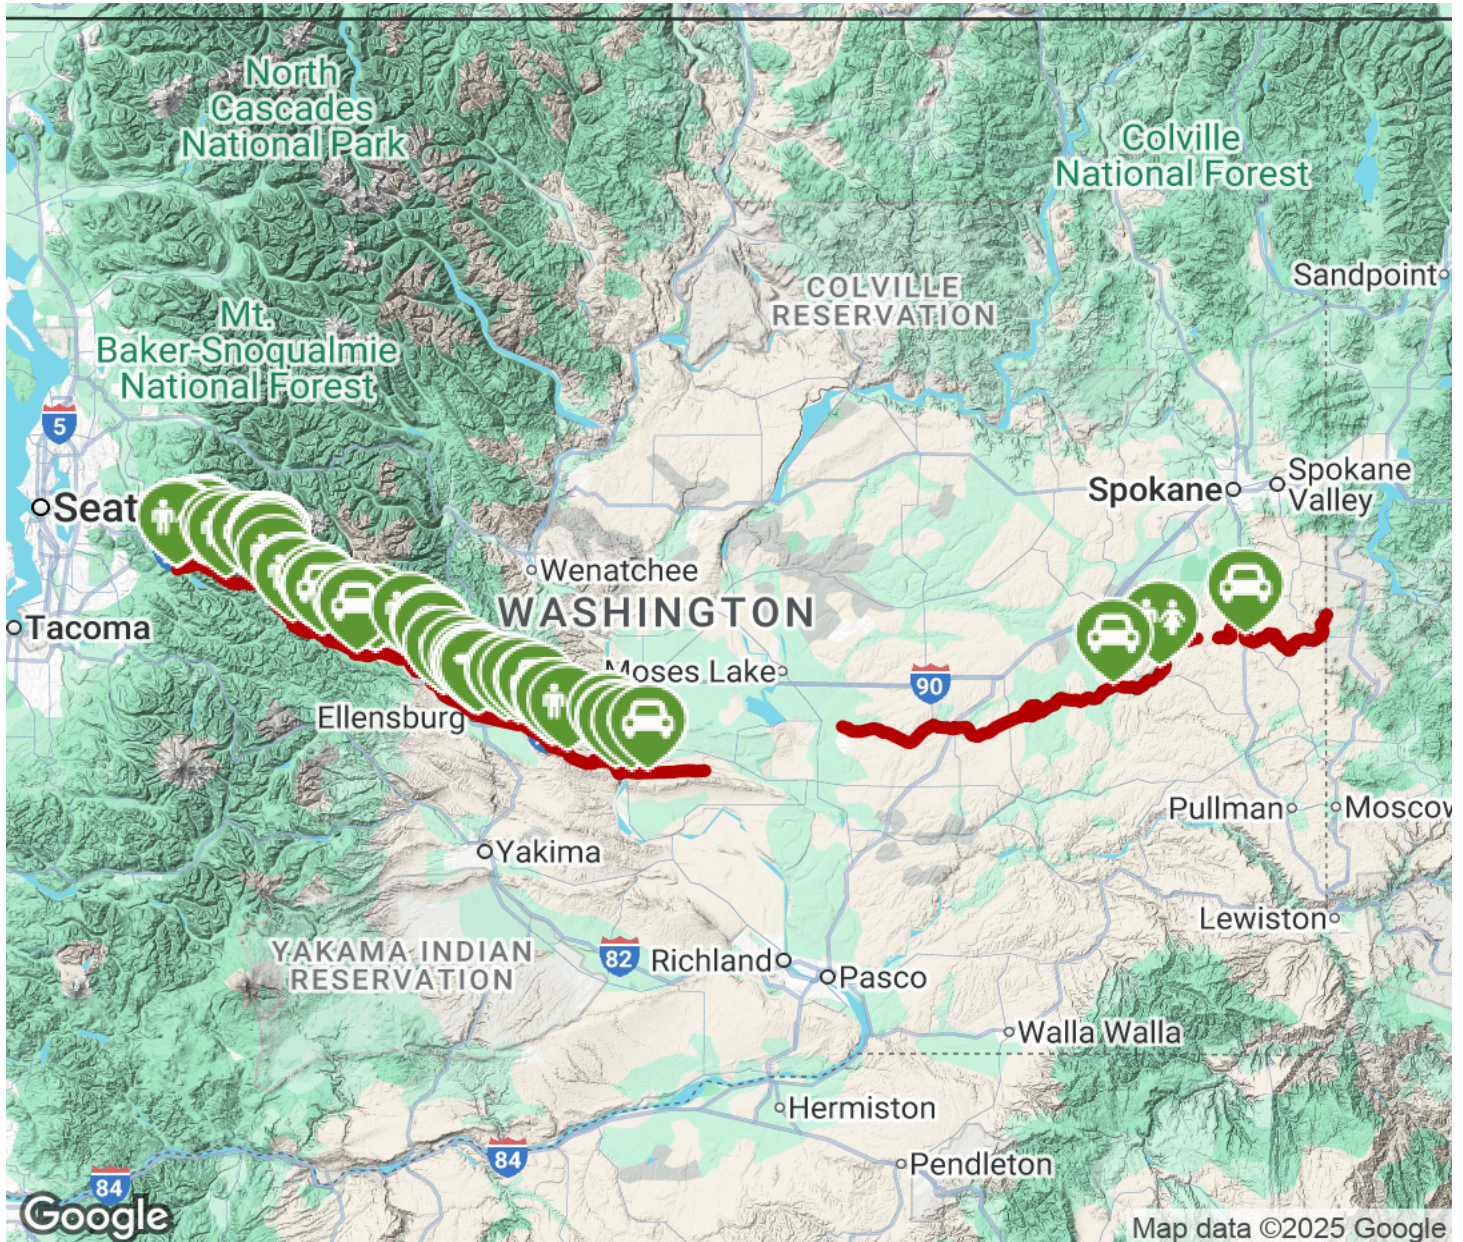 North
Cascades
National Park
Colville
National Forest
Sandpoint
COLVILLE
RESERVATION
Mt.
Baker-Snoqualmie
National Forest
5
Spokane
Valley
Spokane
Seat
Wenatchee
WASHINGTON
Tacoma
Moses Lake
90
Ellensburg
Pullman
Moscow
Yakima
Lewiston
YAKAMA INDIAN
RESERVATION
82
Richland
Pasco
Walla Walla
Hermiston
84
Pendleton
84
Google
Map data ©2025 Google